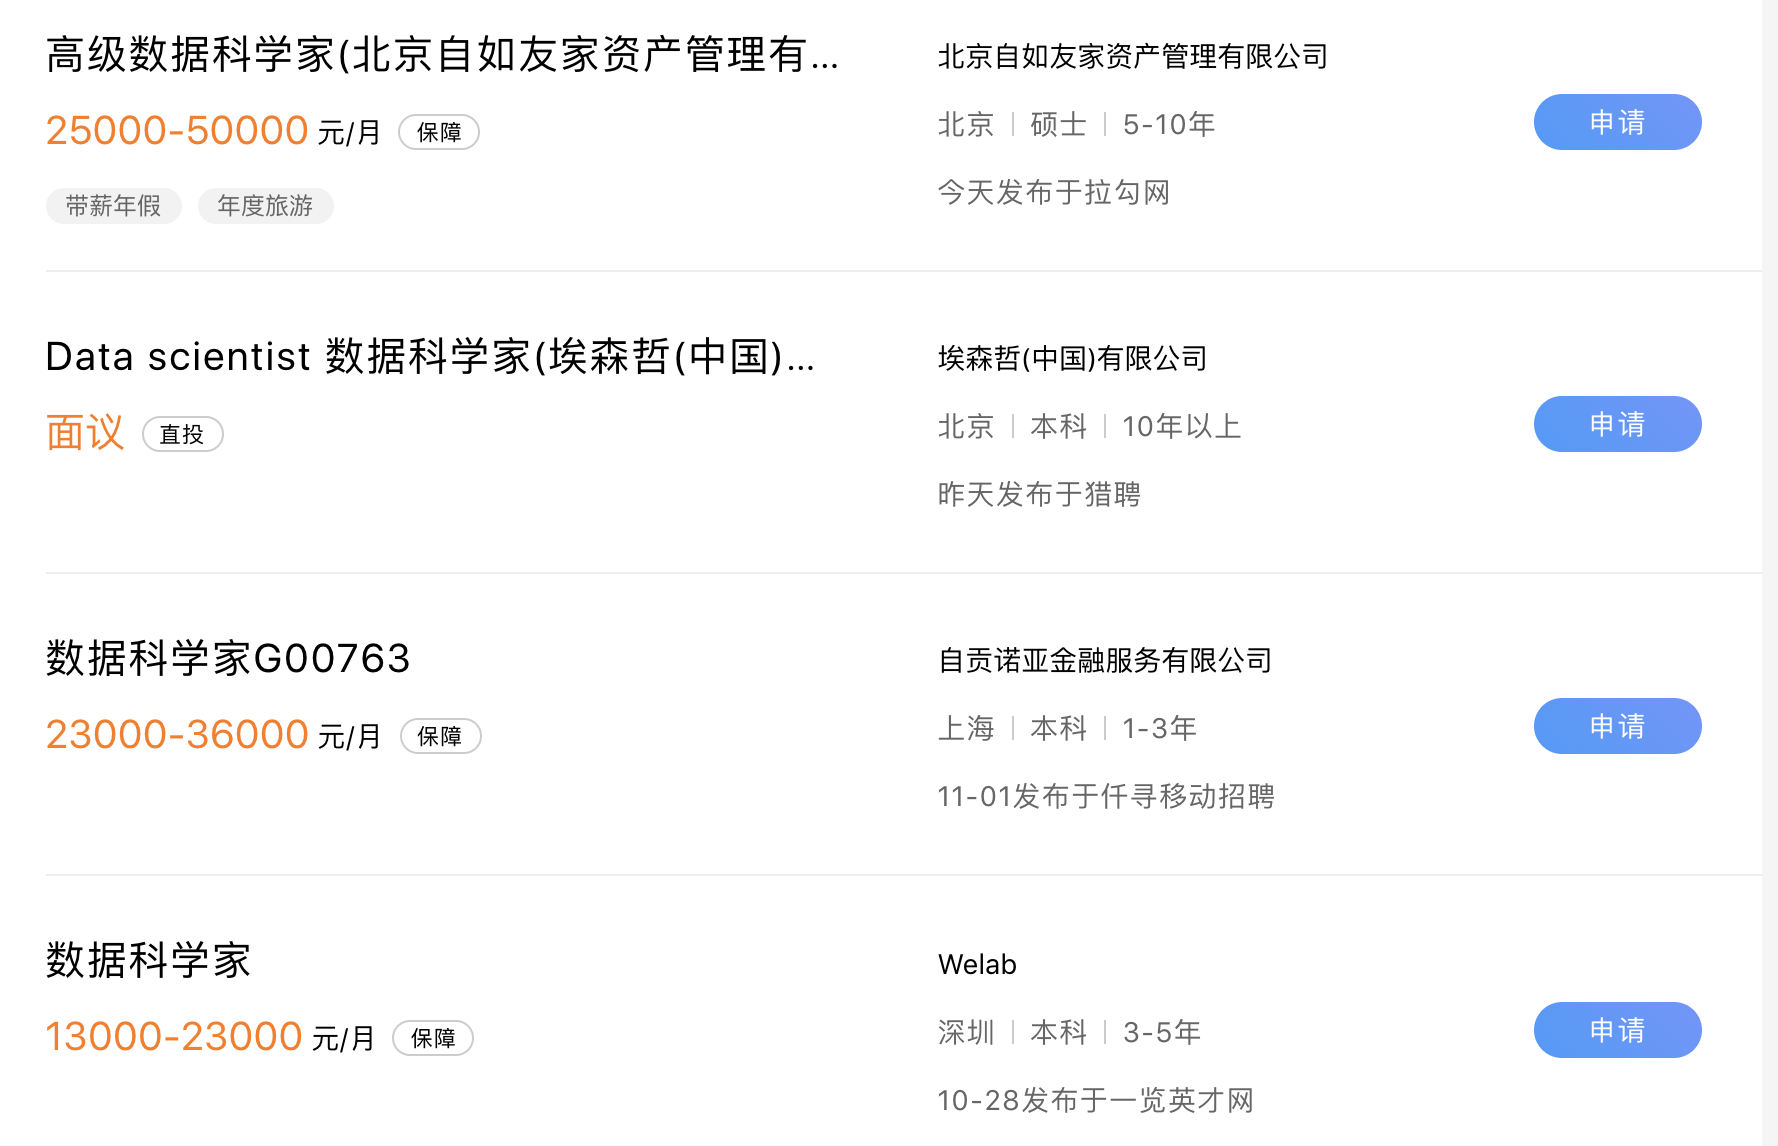 高级数据科学家(北京自如友家资产管理有...
25000-50000 元/月 保障
带薪年假 年度旅游
北京自如友家资产管理有限公司
北京 硕士 5-10年
今天发布于拉勾网
申请
Data scientist 数据科学家(埃森哲(中国)...
面议 直投
埃森哲(中国)有限公司
北京 本科 10年以上
昨天发布于猎聘
申请
数据科学家G00763
23000-36000 元/月 保障
自贡诺亚金融服务有限公司
上海 本科 1-3年
11-01发布于仟寻移动招聘
申请
数据科学家
13000-23000 元/月 保障
Welab
深圳 本科 3-5年
10-28发布于一览英才网
申请